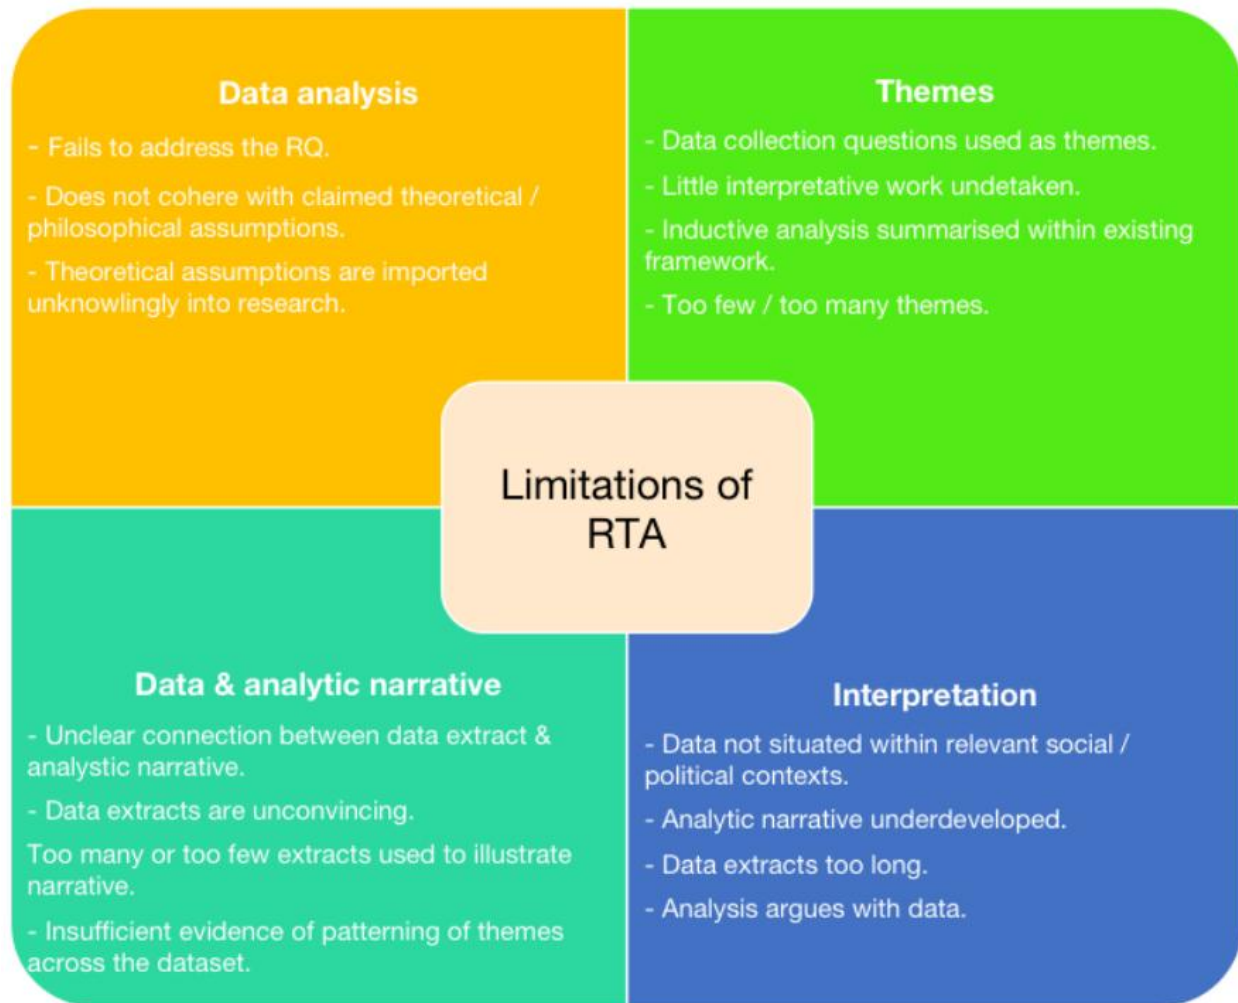 Data analysis
- Fails to address the RQ.
- Does not cohere with claimed theoretical /
philosophical assumptions.
- Theoretical assumptions are imported
unknowlingly into research.
Themes
- Data collection questions used as themes.
- Little interpretative work undetaken.
- Inductive analysis summarised within existing
framework.
- Too few / too many themes.
Limitations of
RTA
Data & analytic narrative
- Unclear connection between data extract &
analystic narrative.
- Data extracts are unconvincing.
Too many or too few extracts used to illustrate
narrative.
- Insufficient evidence of patterning of themes
across the dataset.
Interpretation
- Data not situated within relevant social /
political contexts.
- Analytic narrative underdeveloped.
- Data extracts too long.
- Analysis argues with data.